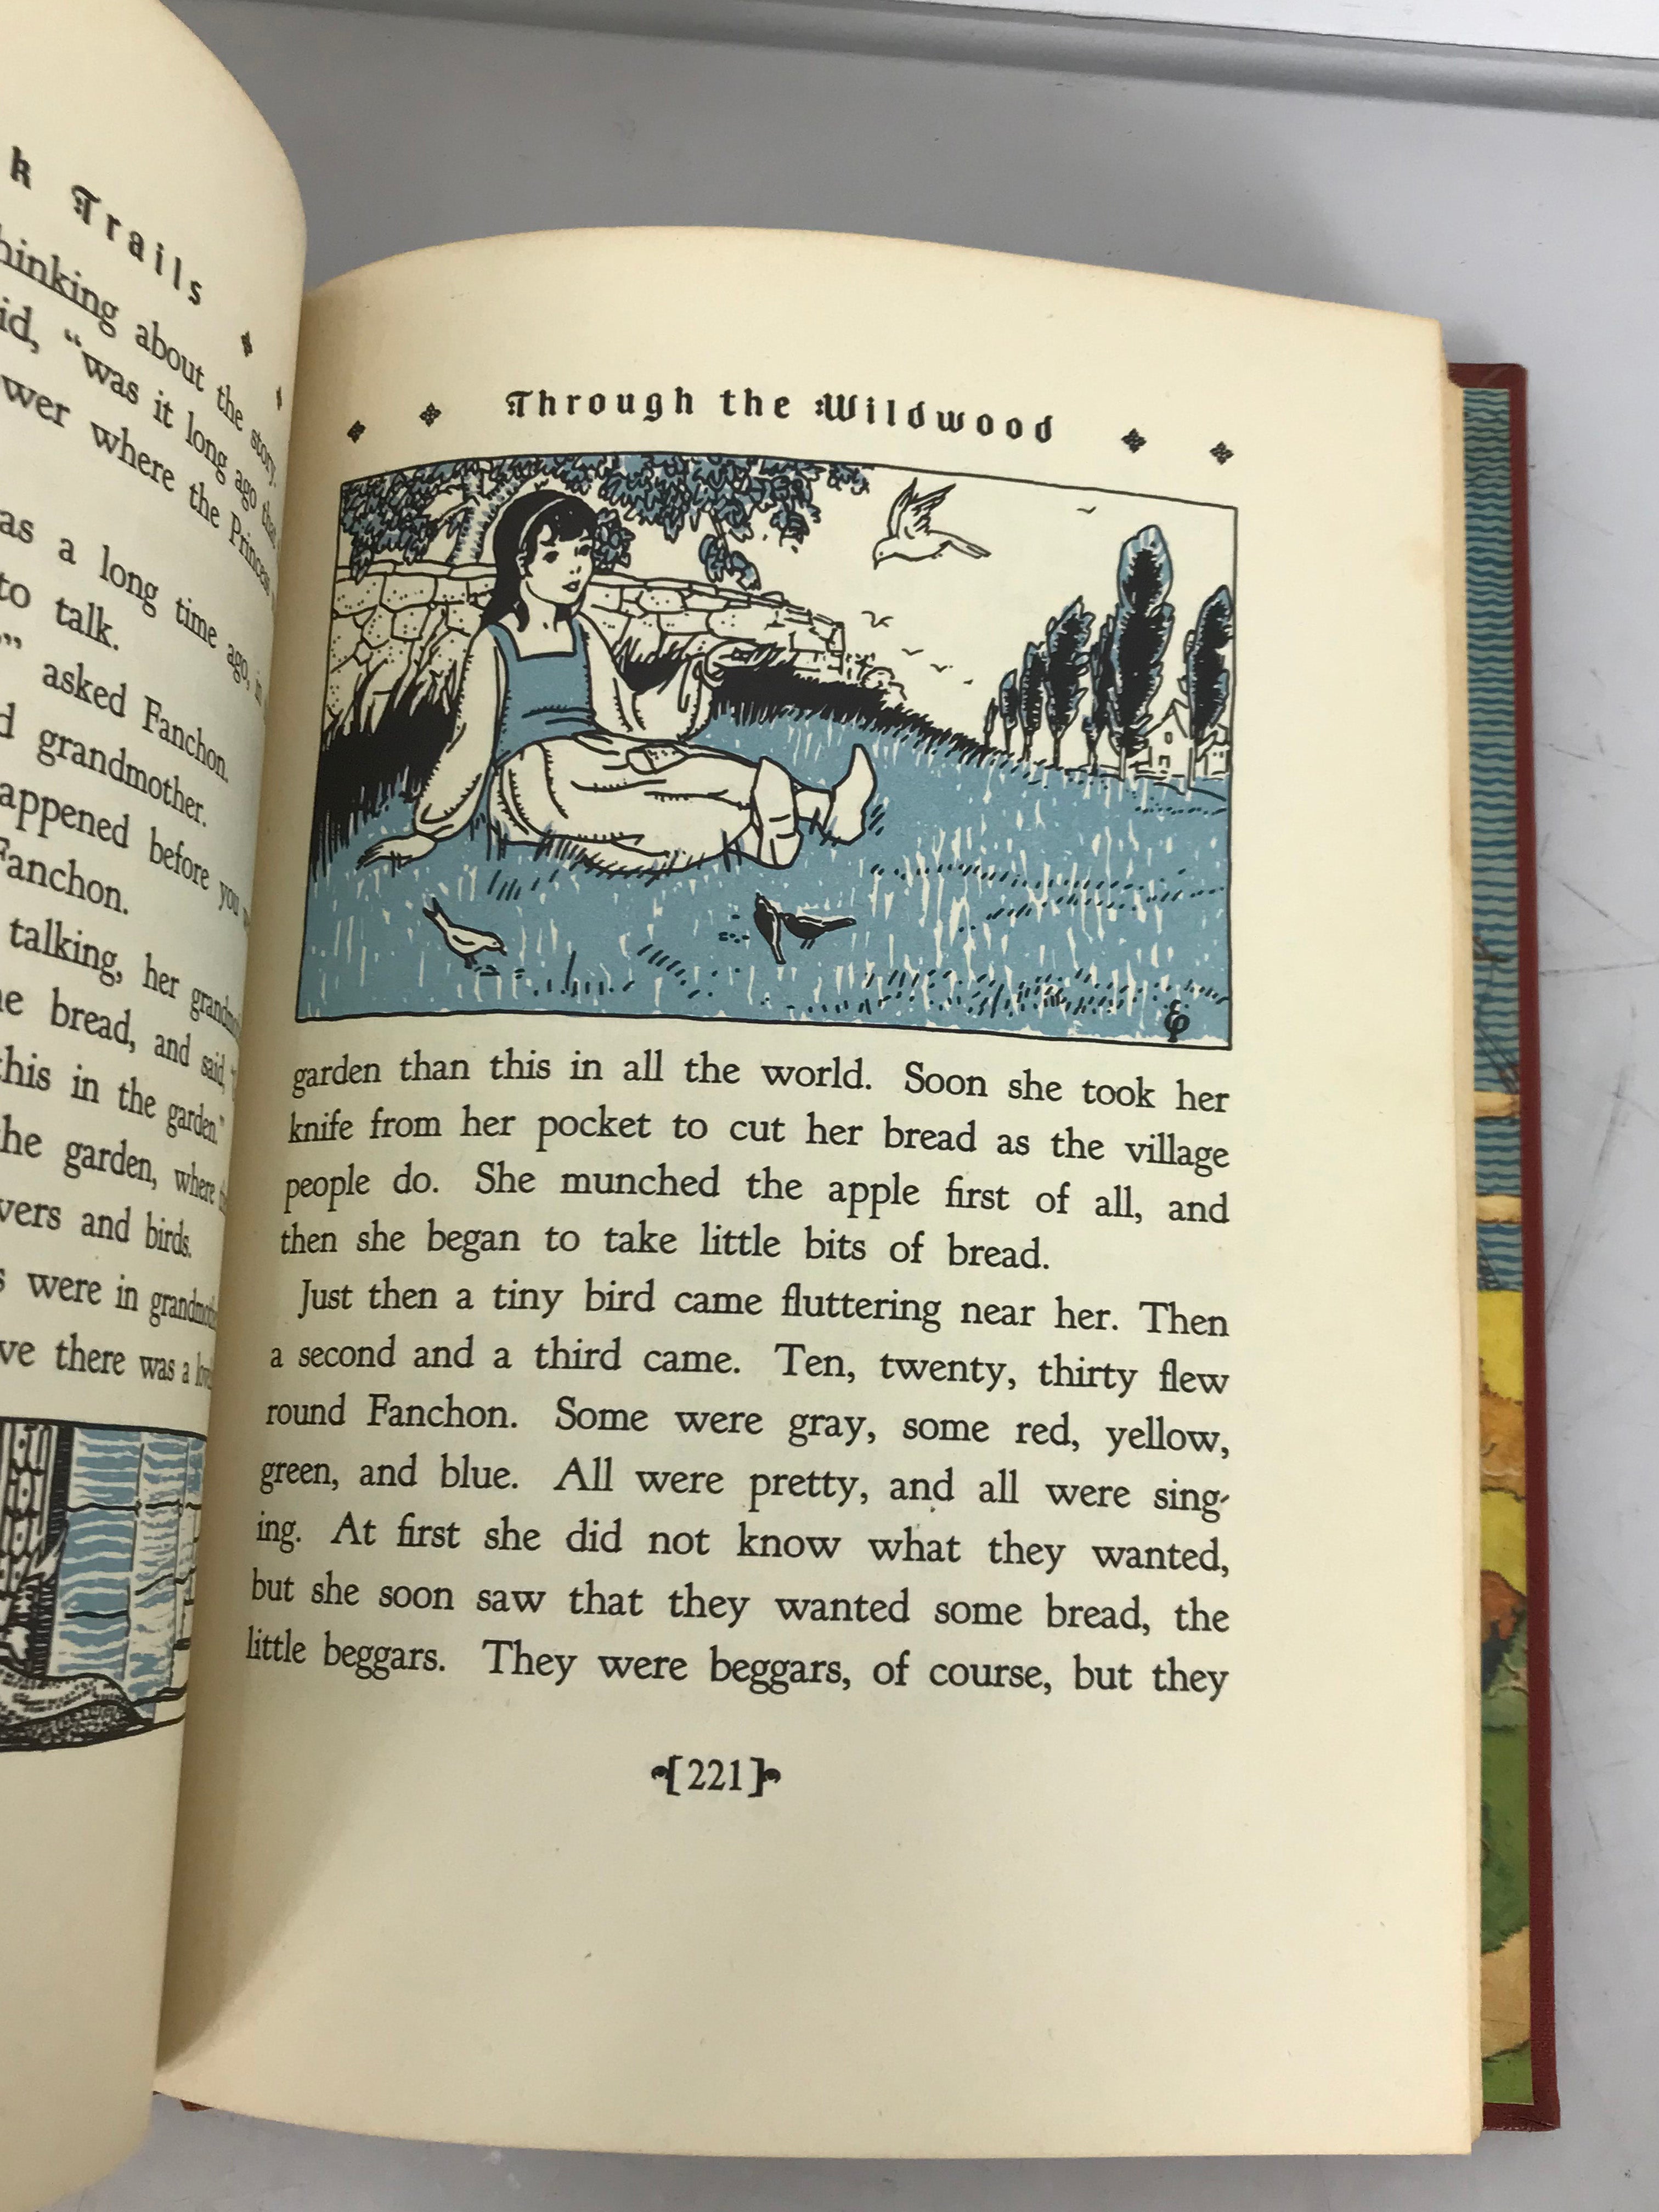 k Trails
hinking about the story.
id, "was it long ago that
wer where the Princess
as a long time ago, in
to talk.
" asked Fanchon.
d grandmother.
appened before you
Fanchon.
talking, her
e bread, and said,
this in the garden."
he garden, where
wers and birds.
s were in
ve there was a
Through the Wildwood
garden than this in all the world. Soon she took her
knife from her pocket to cut her bread as the village
people do. She munched the apple first of all, and
then she began to take little bits of bread.
Just then a tiny bird came fluttering near her. Then
a second and a third came. Ten, twenty, thirty flew
round Fanchon. Some were gray, some red, yellow,
green, and blue. All were pretty, and all were sing-
ing. At first she did not know what they wanted,
but she soon saw that they wanted some bread, the
little beggars. They were beggars, of course, but they
[221]